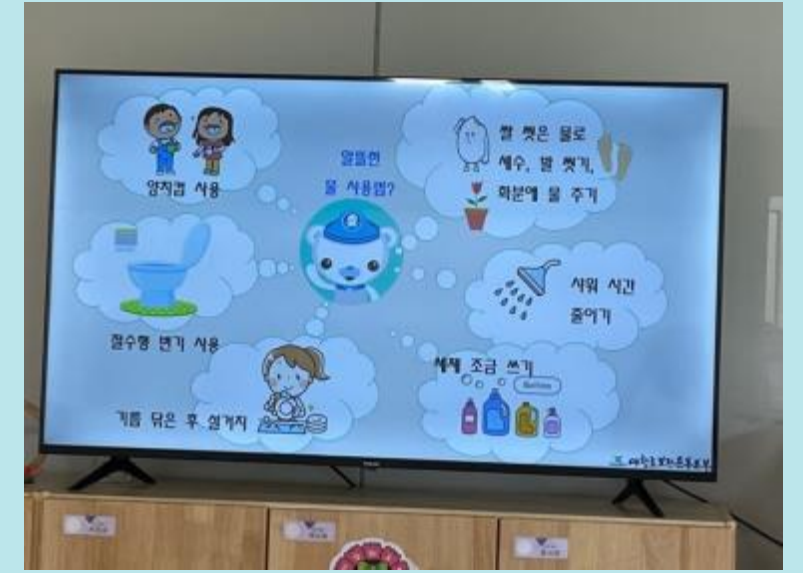 알뜰한
물 사용법?
양치컵 사용
절수형 변기 사용
기름 닦은 후 설거지
쌀 씻은 물로
세수, 발 씻기,
화분에 물 주기
샤워 시간
줄이기
세제 조금 쓰기